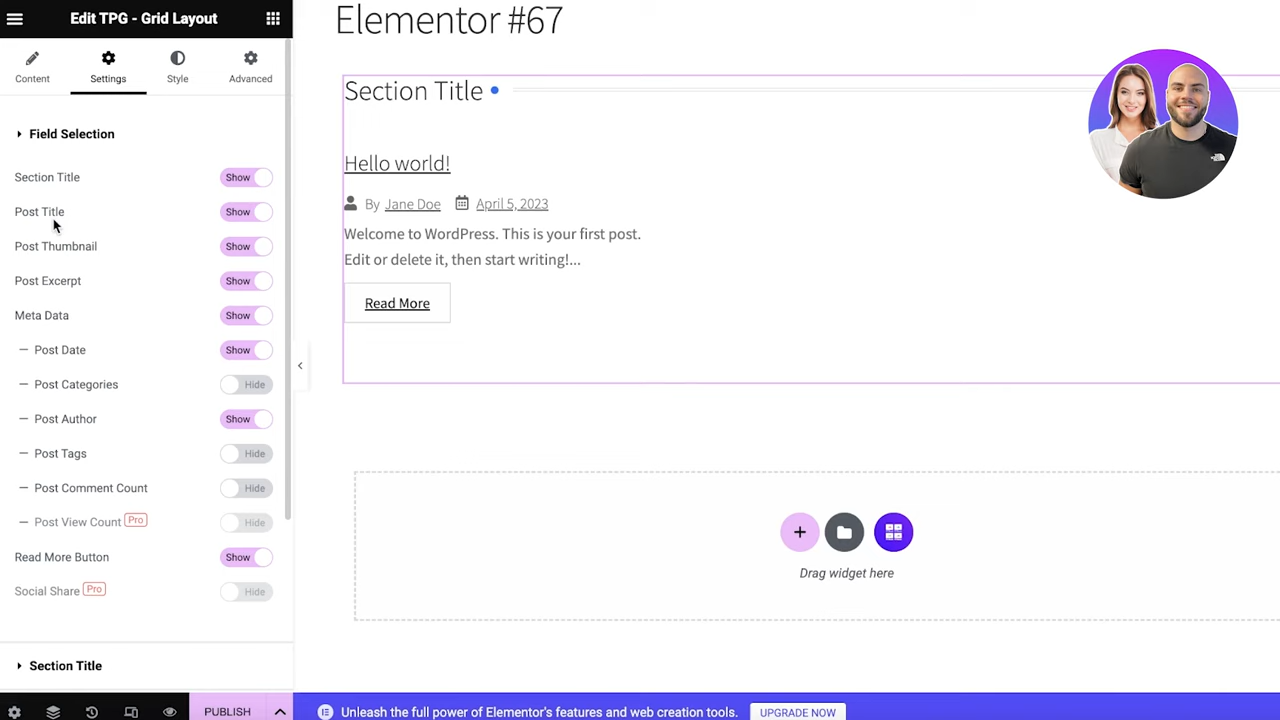 Edit TPG - Grid Layout
Content
Settings
Style
Advanced
Field Selection
Section Title Show
Post Title Show
Post Thumbnail Show
Post Excerpt Show
Meta Data Show
Post Date Show
Post Categories Hide
Post Author Show
Post Tags Hide
Post Comment Count Hide
Post View Count Pro Hide
Read More Button Show
Social Share Pro Hide
Section Title
PUBLISH
Elementor #67
Section Title
Hello world!
By Jane Doe April 5, 2023
Welcome to WordPress. This is your first post.
Edit or delete it, then start writing!...
Read More
Drag widget here
Unleash the full power of Elementor's features and web creation tools. UPGRADE NOW